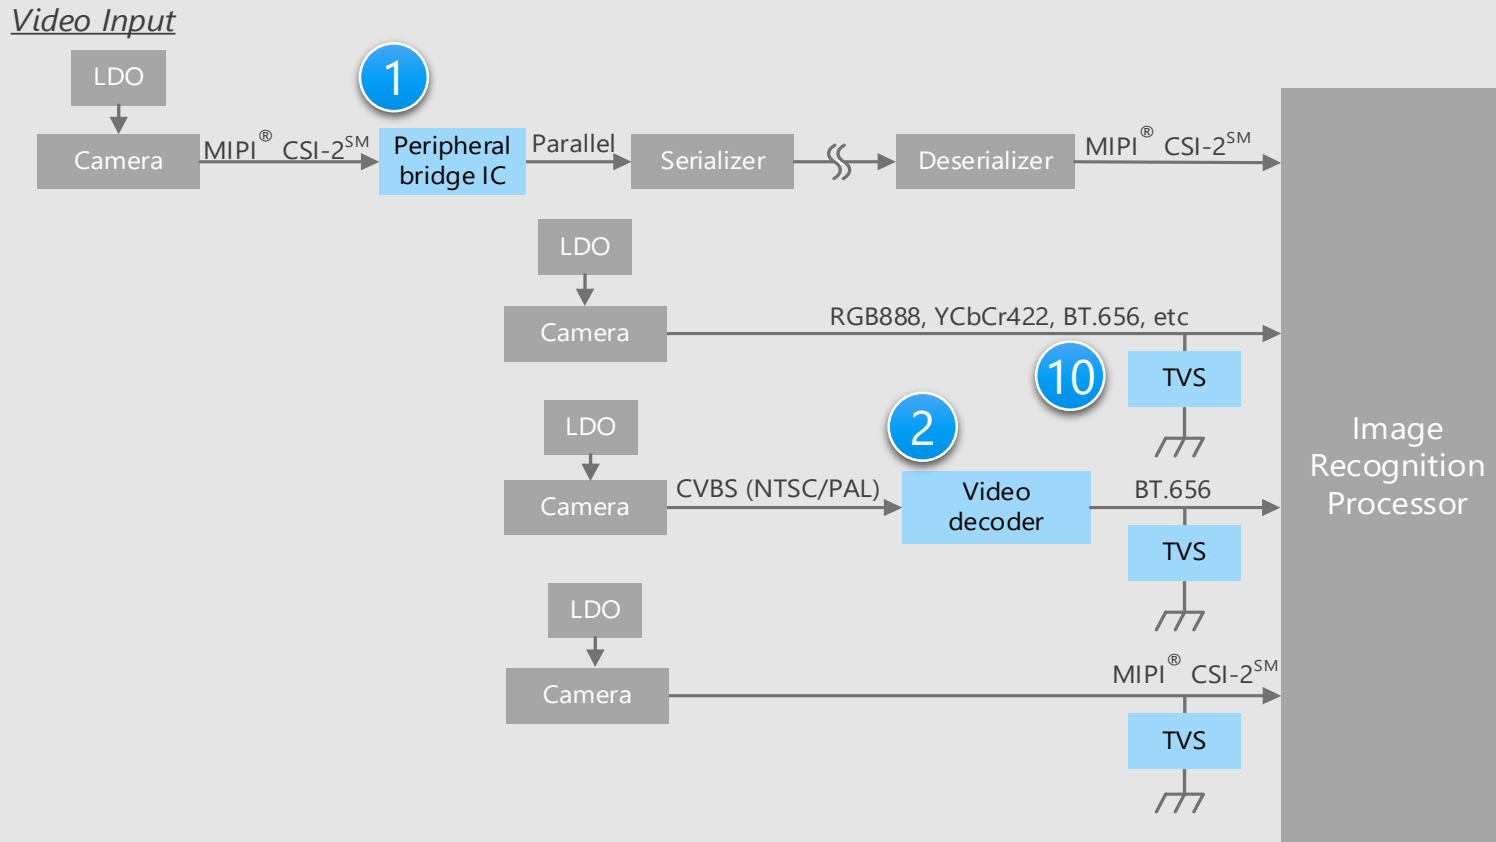 Video Input
LDO
1
Camera
MIPI® CSI-2SM
Peripheral
bridge IC
Parallel
Serializer
Deserializer
MIPI® CSI-2SM
LDO
Camera
RGB888, YCbCr422, BT.656, etc
10
TVS
LDO
2
Camera
CVBS (NTSC/PAL)
Video
decoder
BT.656
TVS
Image
Recognition
Processor
LDO
Camera
MIPI® CSI-2SM
TVS